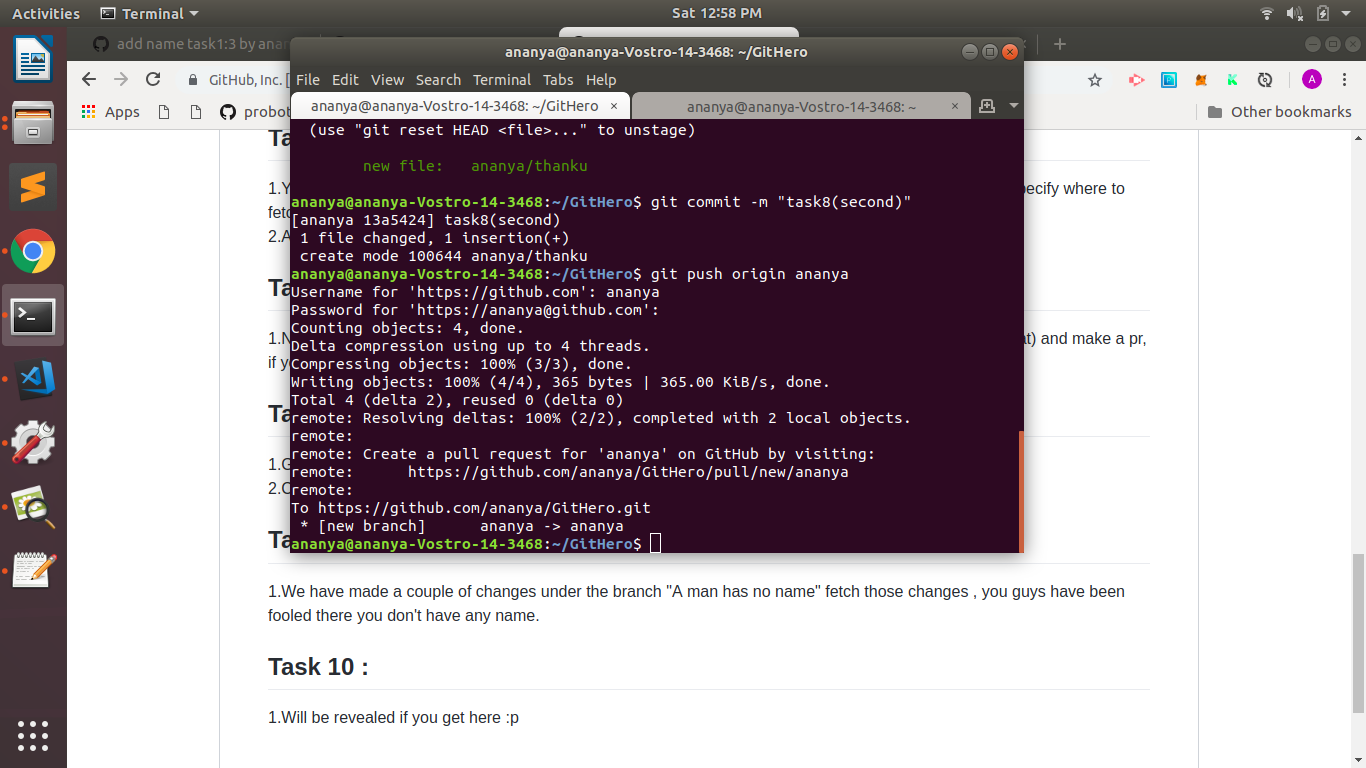 Activities Terminal Sat 12:58 PM
add name task1:3 by anan
ananya@ananya-Vostro-14-3468: ~/GitHero
GitHub, Inc. [
File Edit View Search Terminal Tabs Help
A
Apps probot
ananya@ananya-Vostro-14-3468: ~/GitHero × ananya@ananya-Vostro-14-3468: ~ ×
Other bookmarks
(use "git reset HEAD <file>..." to unstage)
new file: ananya/thanku
ananya@ananya-Vostro-14-3468:~/GitHero$ git commit -m "task8(second)"
[ananya 13a5424] task8(second)
1 file changed, 1 insertion(+)
create mode 100644 ananya/thanku
ananya@ananya-Vostro-14-3468:~/GitHero$ git push origin ananya
Username for 'https://github.com': ananya
Password for 'https://ananya@github.com':
Counting objects: 4, done.
Delta compression using up to 4 threads.
Compressing objects: 100% (3/3), done.
Writing objects: 100% (4/4), 365 bytes | 365.00 KiB/s, done.
Total 4 (delta 2), reused 0 (delta 0)
remote: Resolving deltas: 100% (2/2), completed with 2 local objects.
remote:
remote: Create a pull request for 'ananya' on GitHub by visiting:
remote: https://github.com/ananya/GitHero/pull/new/ananya
remote:
To https://github.com/ananya/GitHero.git
* [new branch] ananya -> ananya
ananya@ananya-Vostro-14-3468:~/GitHero$
Ta
1.Y ecify where to
fetc
2.A
Ta
1.N at) and make a pr,
if yo
Ta
1.G
2.C
Ta
1.We have made a couple of changes under the branch "A man has no name" fetch those changes , you guys have been
fooled there you don't have any name.
Task 10 :
1.Will be revealed if you get here :p